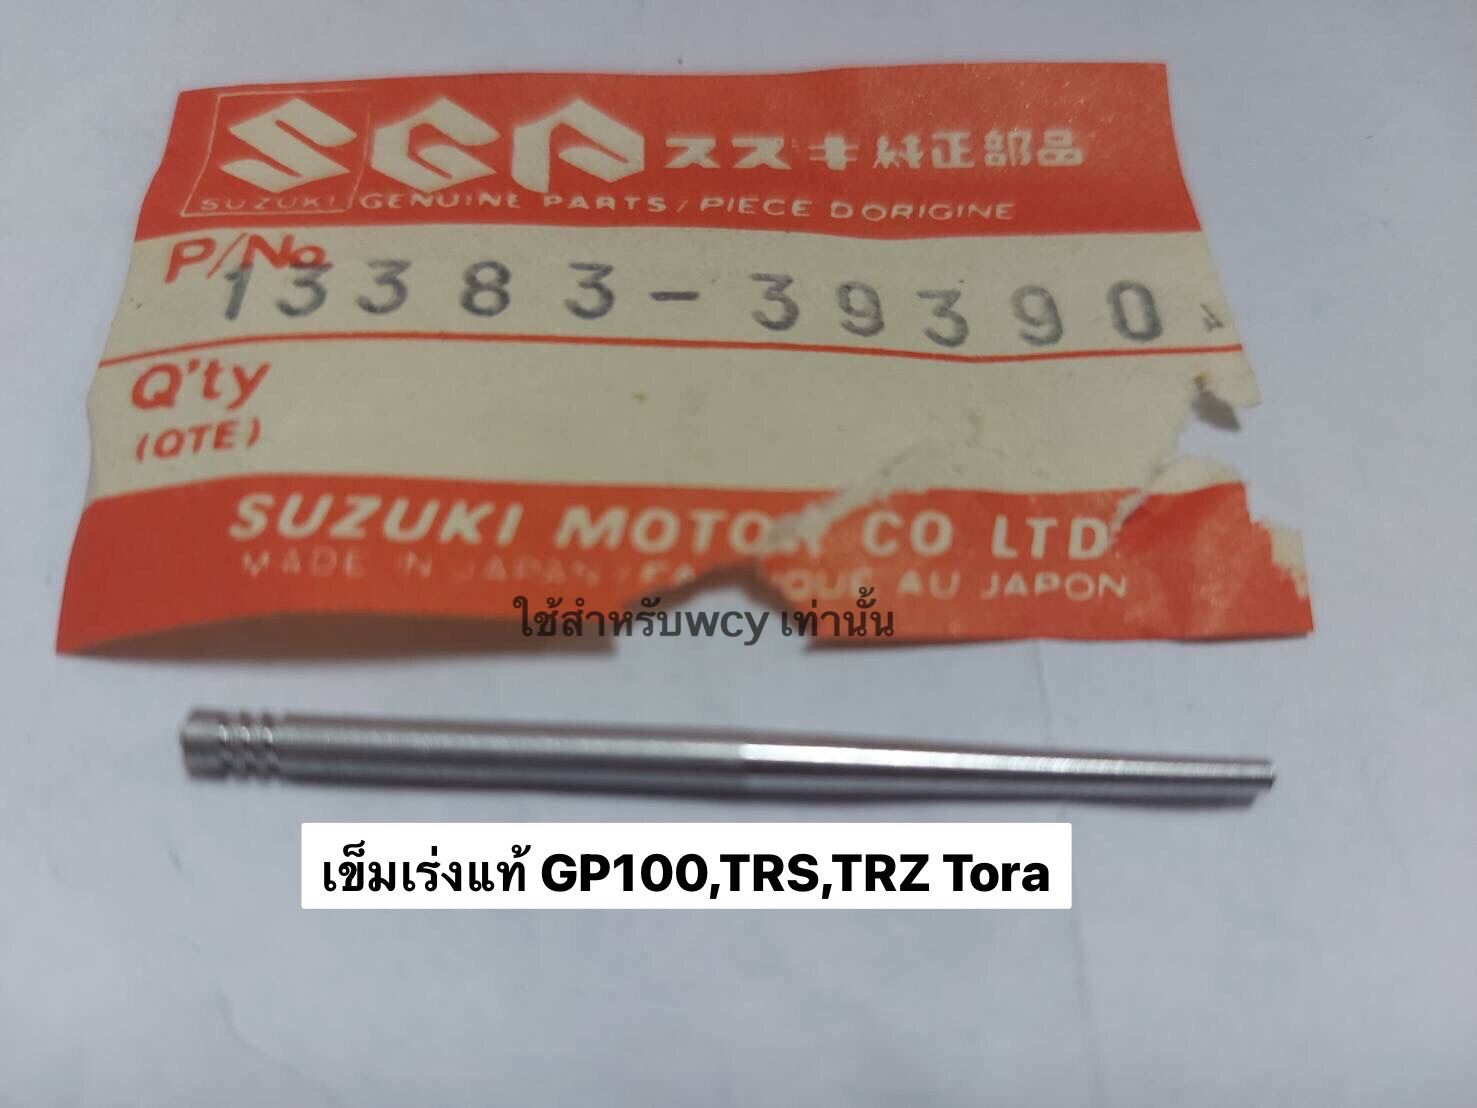 SGP スズキ純正部品
SUZUKI GENUINE PARTS/PIECE DORIGINE
P/No
13383-39390
Q'ty
(QTE)
SUZUKI MOTOR CO LTD
MADE IN JAPAN AU JAPON
ใช้สำหรับwcy เท่านั้น
เข็มเร่งแท้ GP100,TRS,TRZ Tora